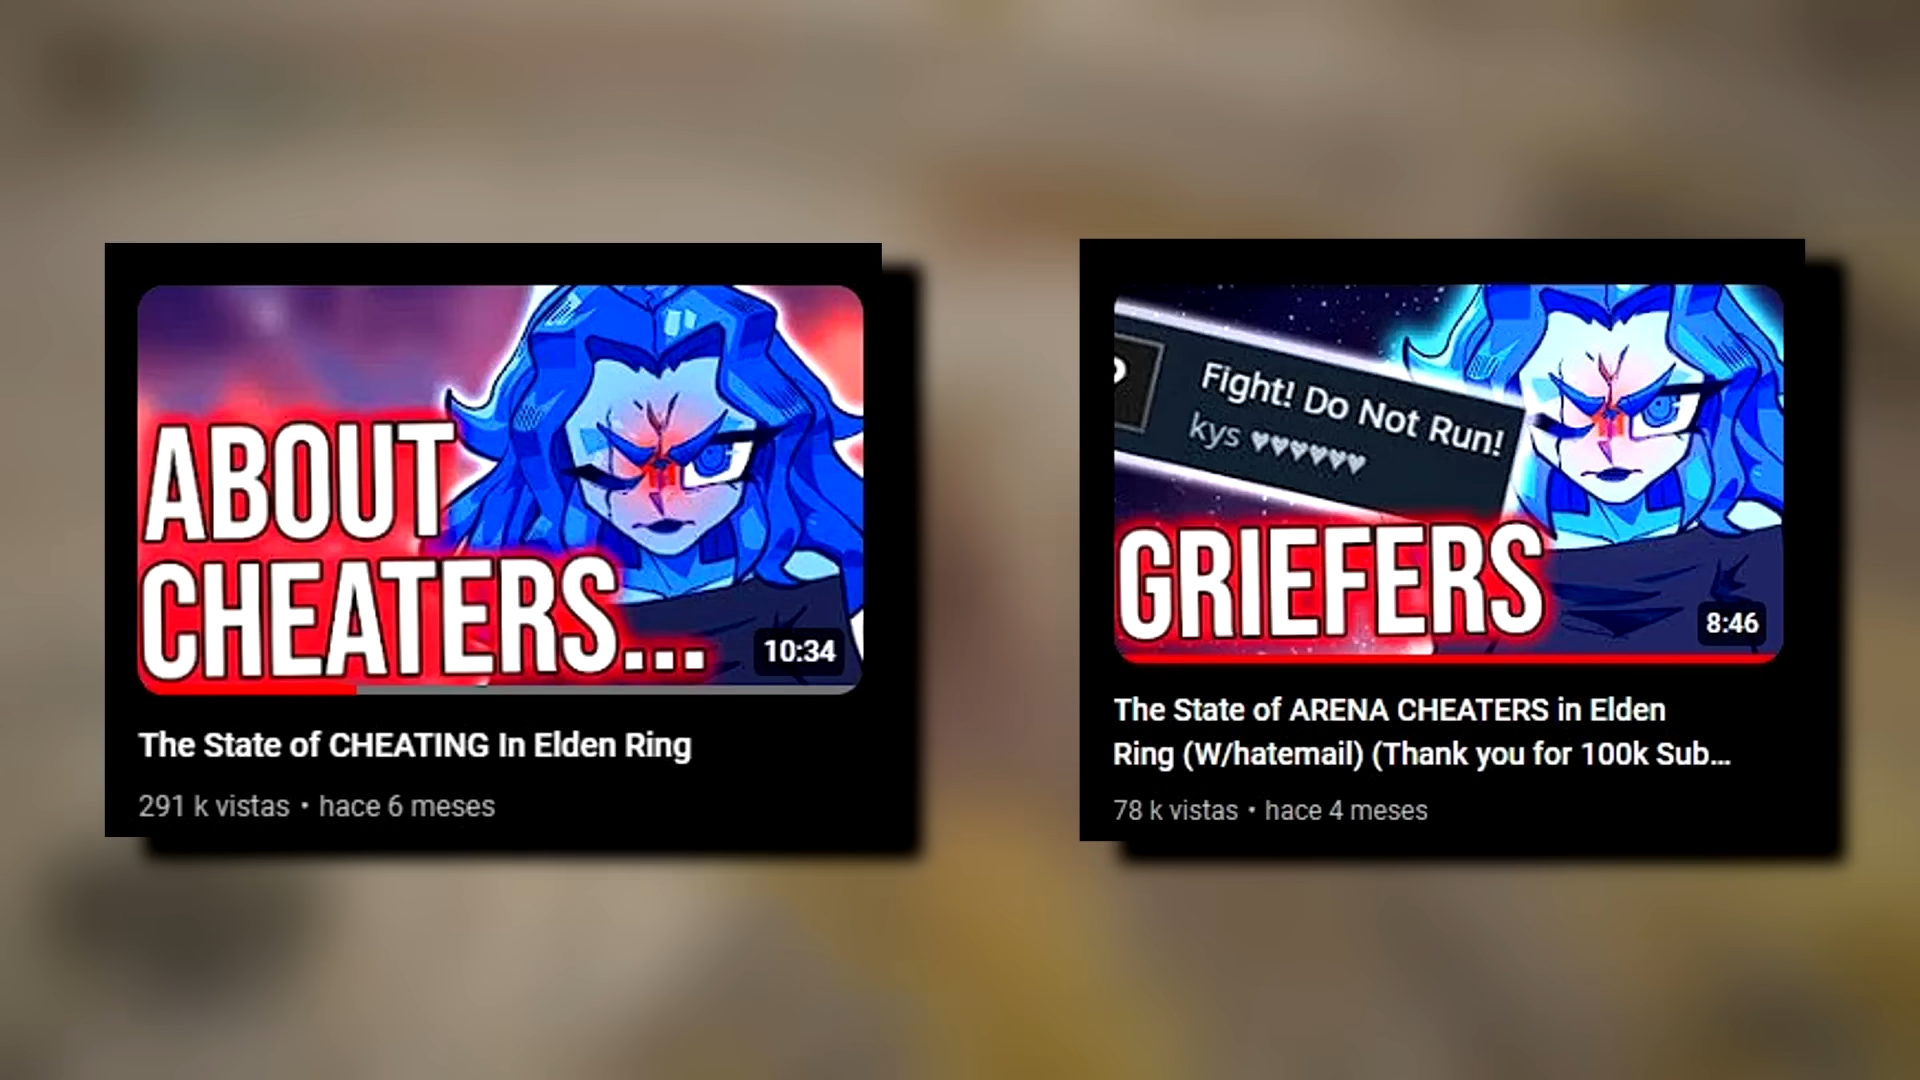 ABOUT
CHEATERS...
10:34
The State of CHEATING In Elden Ring
291 k vistas • hace 6 meses
Fight! Do Not Run!
kys ♥♥♥♥♥♥
GRIEFERS
8:46
The State of ARENA CHEATERS in Elden
Ring (W/hatemail) (Thank you for 100k Sub...
78 k vistas • hace 4 meses